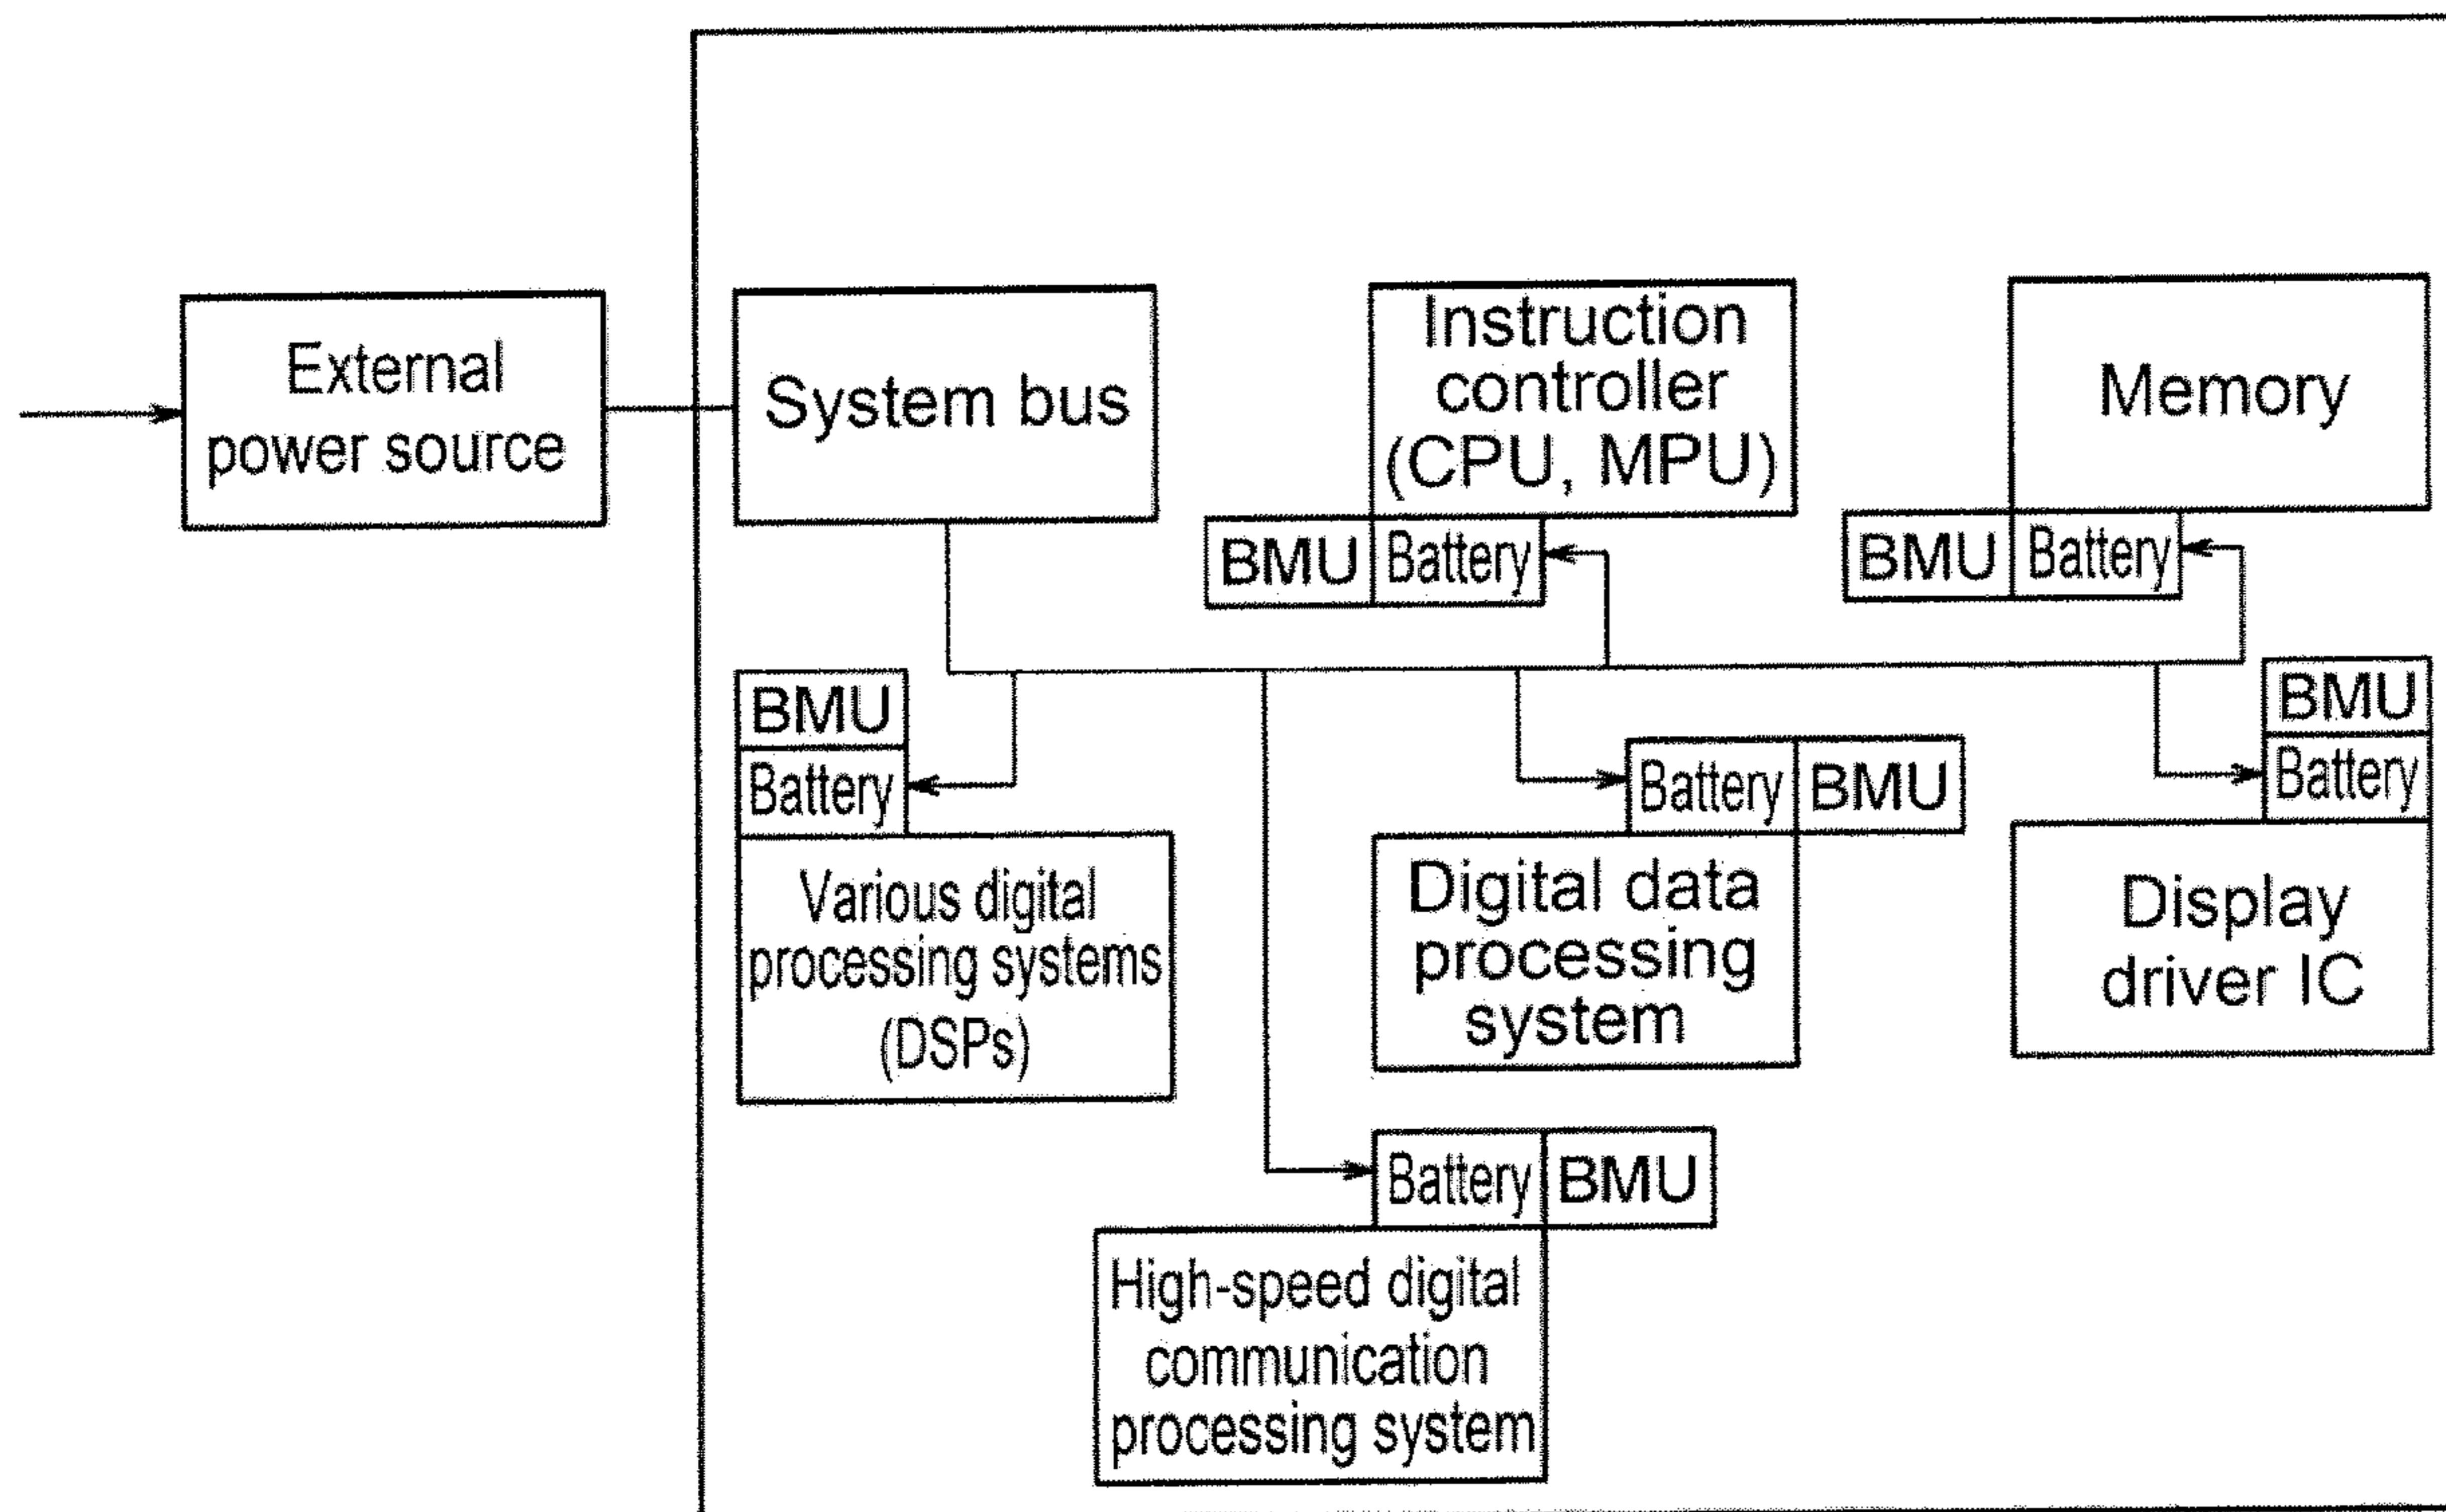 External
power source
System bus
Instruction
controller
(CPU, MPU)
BMU
Battery
Memory
BMU
Battery
BMU
Battery
Various digital
processing systems
(DSPs)
Battery
BMU
Digital data
processing
system
BMU
Battery
Display
driver IC
Battery
BMU
High-speed digital
communication
processing system